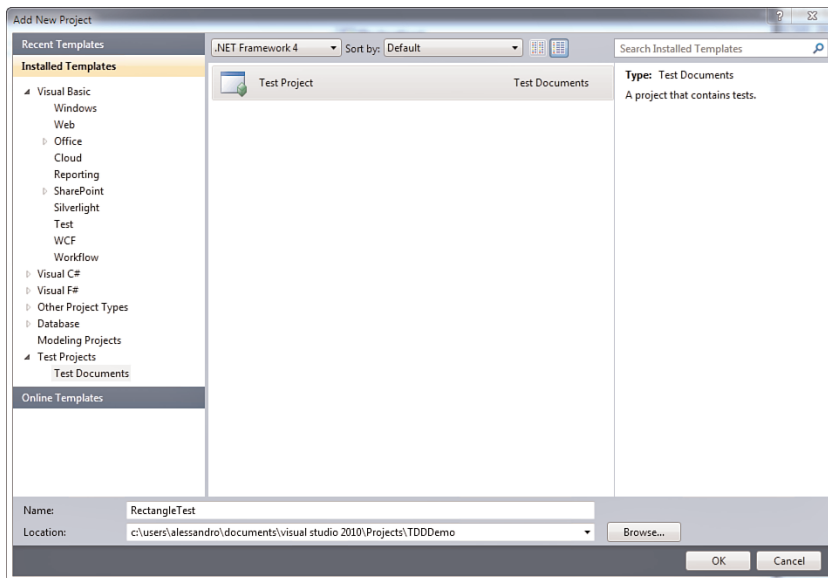 Add New Project
Recent Templates
Installed Templates
Visual Basic
Windows
Web
Office
Cloud
Reporting
SharePoint
Silverlight
Test
WCF
Workflow
Visual C#
Visual F#
Other Project Types
Database
Modeling Projects
Test Projects
Test Documents
Online Templates
.NET Framework 4 Sort by: Default
Test Project Test Documents
Search Installed Templates
Type: Test Documents
A project that contains tests.
Name: RectangleTest
Location: c:\users\alessandro\documents\visual studio 2010\Projects\TDDDemo Browse...
OK Cancel